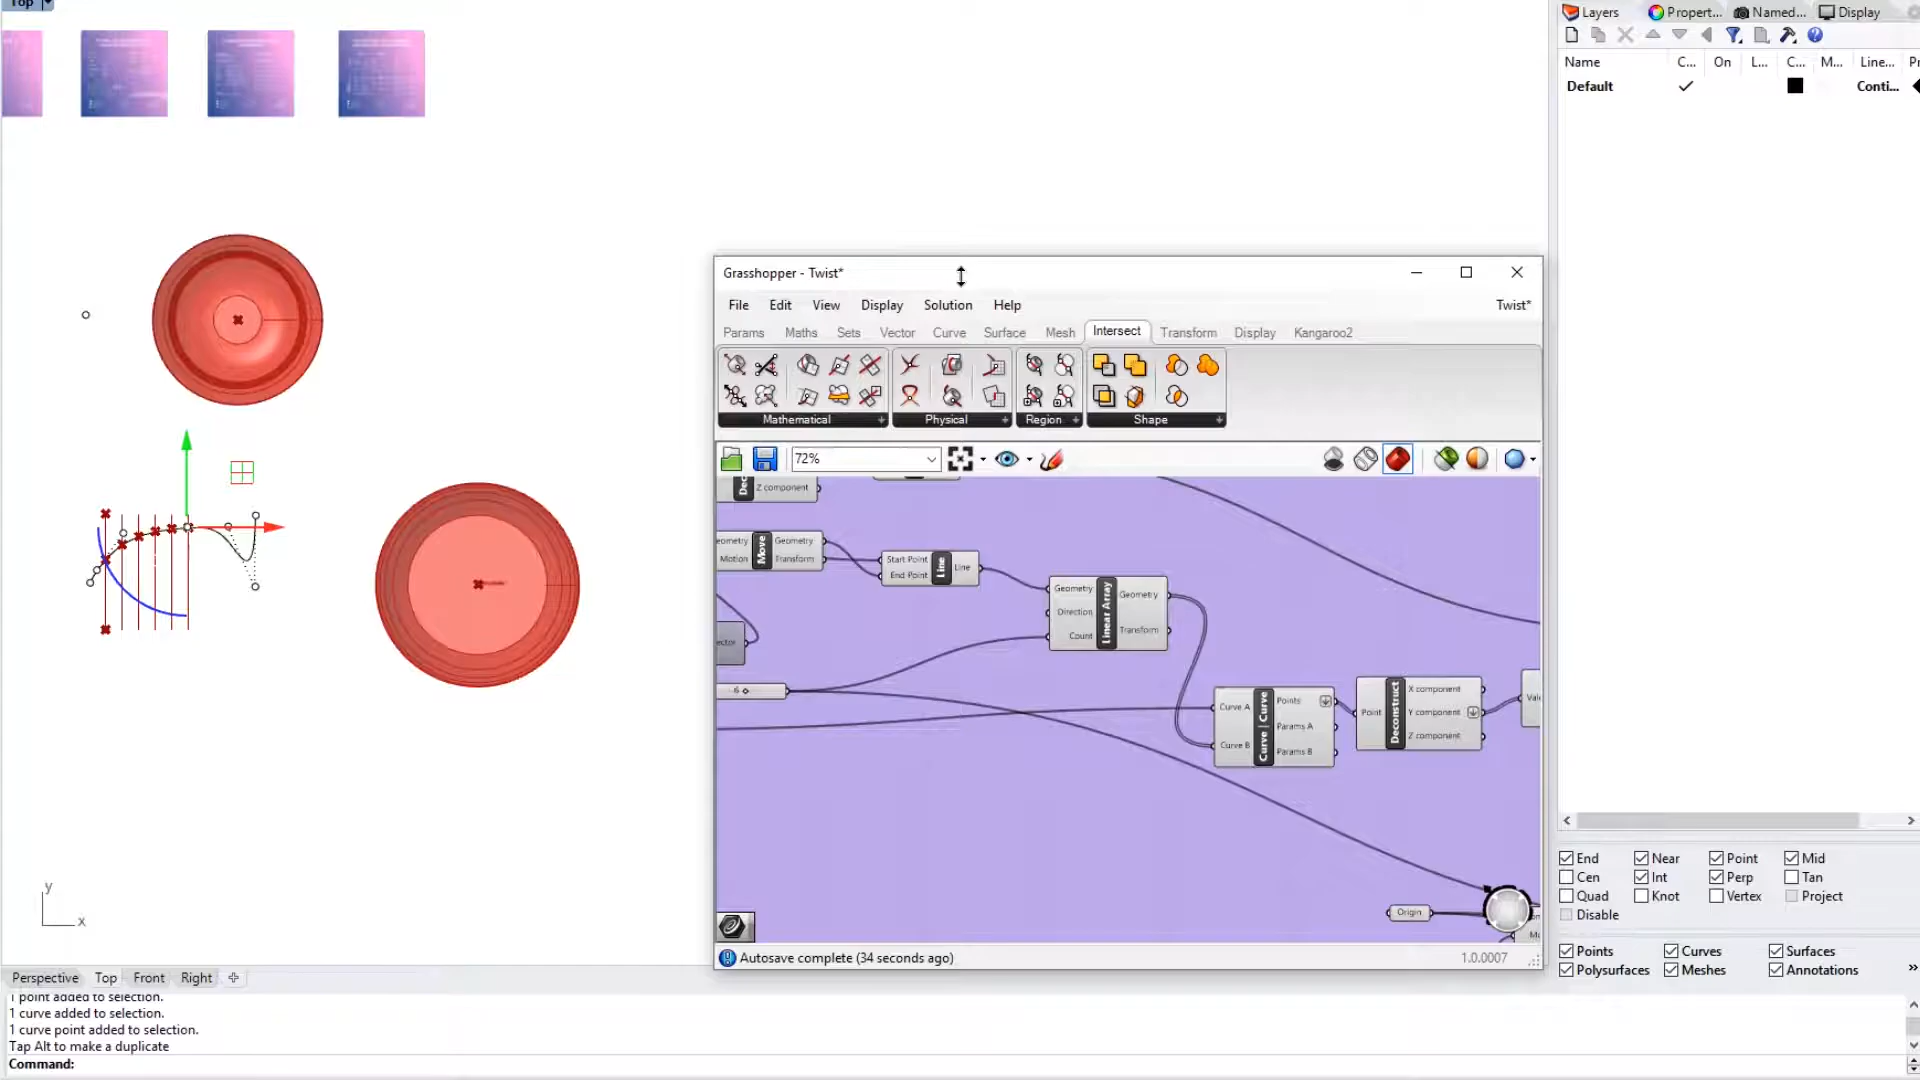 Top
Layers
Propert...
Named...
Display
Name
C...
On
L...
C...
M...
Line...
Default
Conti...
Grasshopper - Twist*
File
Edit
View
Display
Solution
Help
Twist*
Params
Maths
Sets
Vector
Curve
Surface
Mesh
Intersect
Transform
Display
Kangaroo2
Mathematical
Physical
Region
Shape
72%
Z component
Motion
Move
Geometry
Transform
Start Point
End Point
Line
Line
Geometry
Direction
Count
Linear Array
Geometry
Transform
6
Curve A
Curve B
Curve | Curve
Points
Params A
Params B
Point
Deconstruct
X component
Y component
Z component
Origin
Autosave complete (34 seconds ago)
1.0.0007
End
Near
Point
Mid
Cen
Int
Perp
Tan
Quad
Knot
Vertex
Project
Disable
Points
Curves
Surfaces
Polysurfaces
Meshes
Annotations
y
x
Perspective
Top
Front
Right
1 point added to selection.
1 curve added to selection.
1 curve point added to selection.
Tap Alt to make a duplicate
Command: